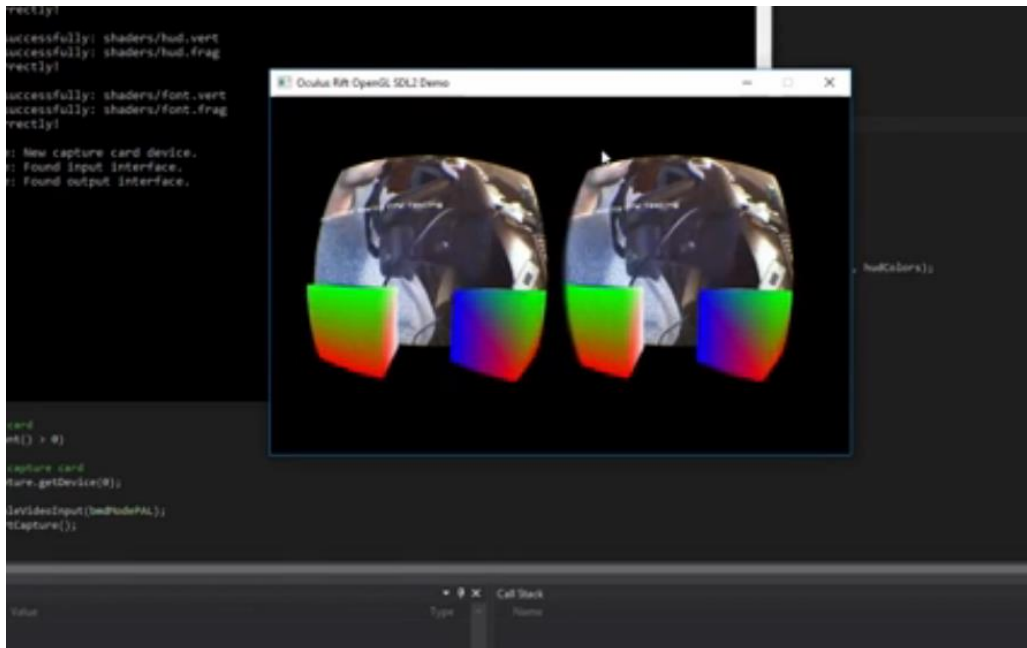 rectly!
successfully: shaders/hud.vert
successfully: shaders/hud.frag
rrectly!
successfully: shaders/font.vert
successfully: shaders/font.frag
rrectly!
: New capture card device.
: Found input interface.
: Found output interface.
Oculus Rift OpenGL SDL2 Demo
, hudColors);
card
nt() > 0)
capture card
ture.getDevice(0);
leVideoInput(bmdModePAL);
rtCapture();
Call Stack
Value
Type
Name